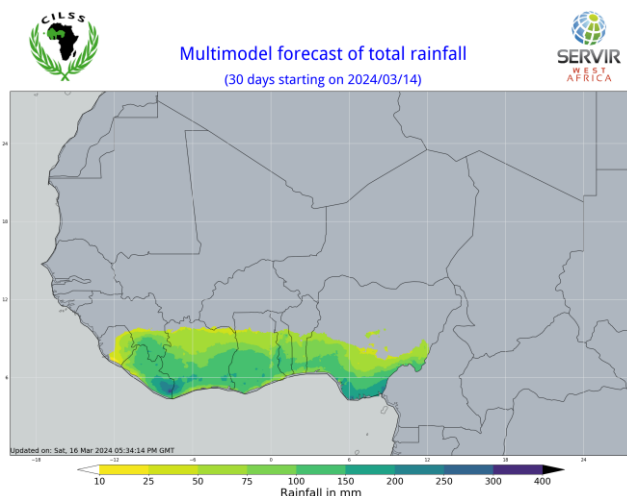 CILSS
Multimodel forecast of total rainfall
(30 days starting on 2024/03/14)
SERVIR
WEST
AFRICA
24
18
12
6
Updated on: Sat, 16 Mar 2024 05:34:14 PM GMT
-18 -12 -6 0 6 12 18 24
10 25 50 75 100 150 200 250 300 400
Rainfall in mm